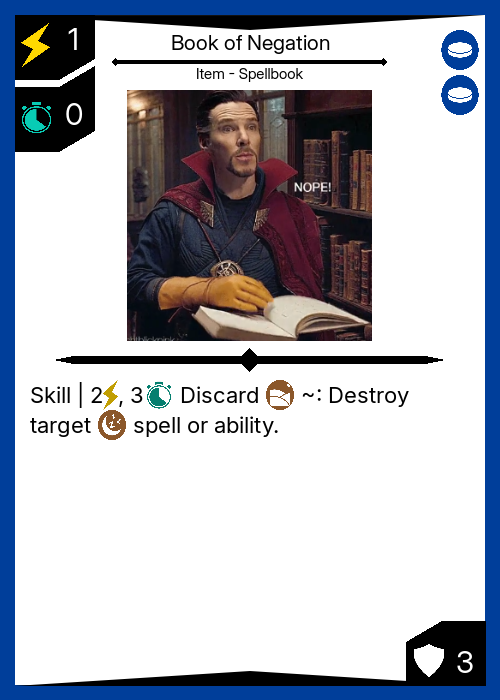 1
Book of Negation
Item - Spellbook
0
NOPE!
Skill | 2, 3 Discard ~: Destroy
target spell or ability.
3